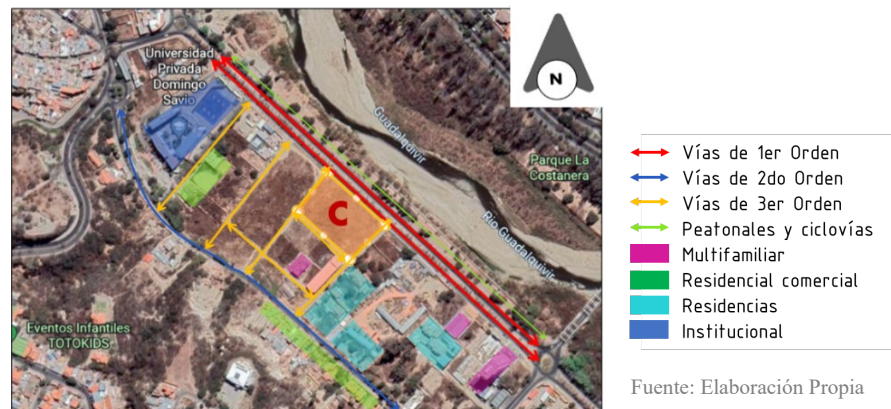 Universidad
Privada
Domingo
Savio
Guadalquivir
Parque La
Costanera
Río Guadalquivir
C
Eventos Infantiles
TOTOKIDS
N
Vías de 1er Orden
Vías de 2do Orden
Vías de 3er Orden
Peatonales y ciclovías
Multifamiliar
Residencial comercial
Residencias
Institucional
Fuente: Elaboración Propia